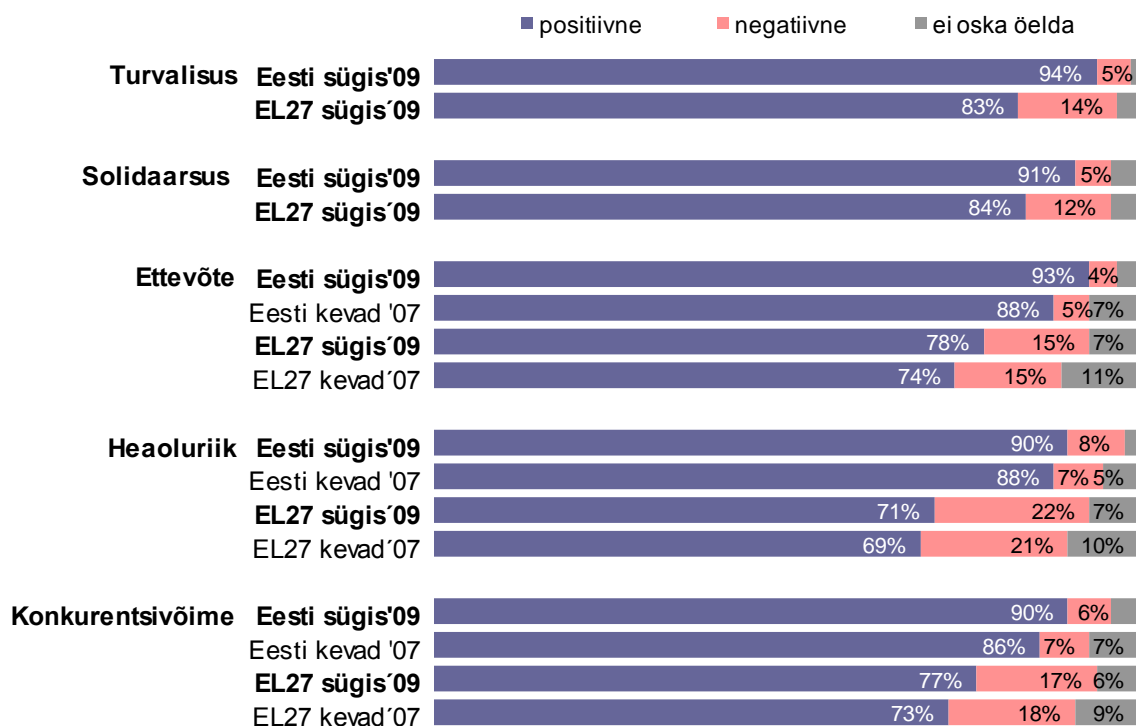 positiivne negatiivne ei oska öelda
Turvalisus Eesti sügis'09 94% 5%
EL27 sügis´09 83% 14%
Solidaarsus Eesti sügis'09 91% 5%
EL27 sügis´09 84% 12%
Ettevõte Eesti sügis'09 93% 4%
Eesti kevad '07 88% 5% 7%
EL27 sügis´09 78% 15% 7%
EL27 kevad´07 74% 15% 11%
Heaoluriik Eesti sügis'09 90% 8%
Eesti kevad '07 88% 7% 5%
EL27 sügis´09 71% 22% 7%
EL27 kevad´07 69% 21% 10%
Konkurentsivõime Eesti sügis'09 90% 6%
Eesti kevad '07 86% 7% 7%
EL27 sügis´09 77% 17% 6%
EL27 kevad´07 73% 18% 9%